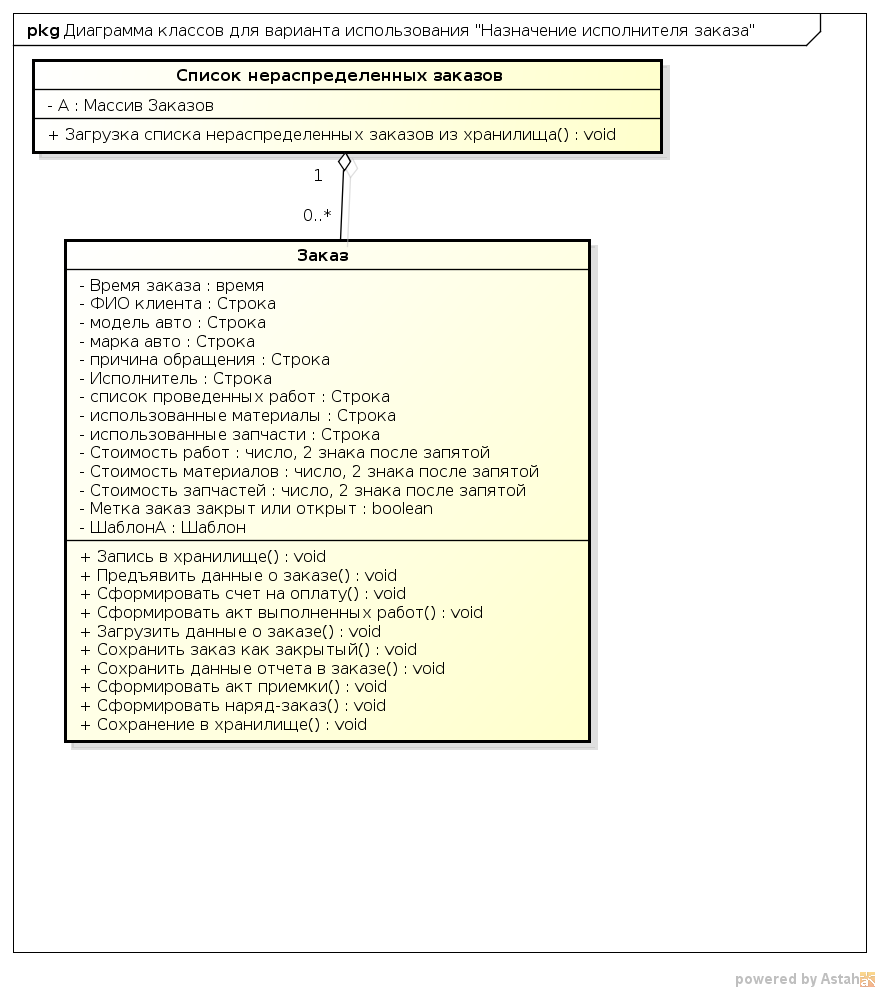 pkg Диаграмма классов для варианта использования "Назначение исполнителя заказа"
Список нераспределенных заказов
- А : Массив Заказов
+ Загрузка списка нераспределенных заказов из хранилища() : void
1
0..*
Заказ
- Время заказа : время
- ФИО клиента : Строка
- модель авто : Строка
- марка авто : Строка
- причина обращения : Строка
- Исполнитель : Строка
- список проведенных работ : Строка
- использованные материалы : Строка
- использованные запчасти : Строка
- Стоимость работ : число, 2 знака после запятой
- Стоимость материалов : число, 2 знака после запятой
- Стоимость запчастей : число, 2 знака после запятой
- Метка заказ закрыт или открыт : boolean
- ШаблонА : Шаблон
+ Запись в хранилище() : void
+ Предъявить данные о заказе() : void
+ Сформировать счет на оплату() : void
+ Сформировать акт выполненных работ() : void
+ Загрузить данные о заказе() : void
+ Сохранить заказ как закрытый() : void
+ Сохранить данные отчета в заказе() : void
+ Сформировать акт приемки() : void
+ Сформировать наряд-заказ() : void
+ Сохранение в хранилище() : void
powered by Astah